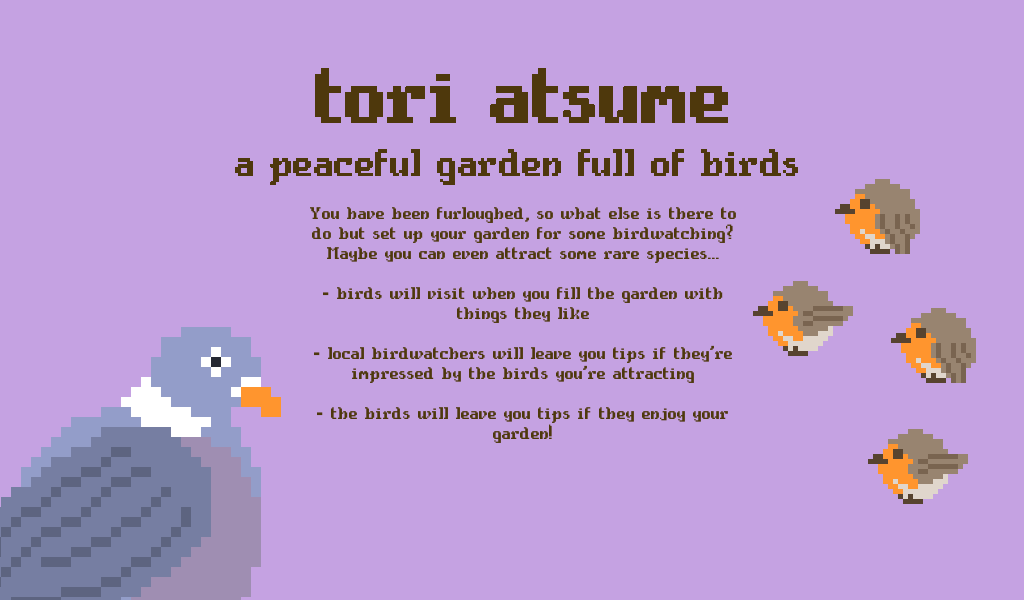 tori atsume
a peaceful garden full of birds
You have been furloughed, so what else is there to
do but set up your garden for some birdwatching?
Maybe you can even attract some rare species...
- birds will visit when you fill the garden with
things they like
- local birdwatchers will leave you tips if they're
impressed by the birds you're attracting
- the birds will leave you tips if they enjoy your
garden!